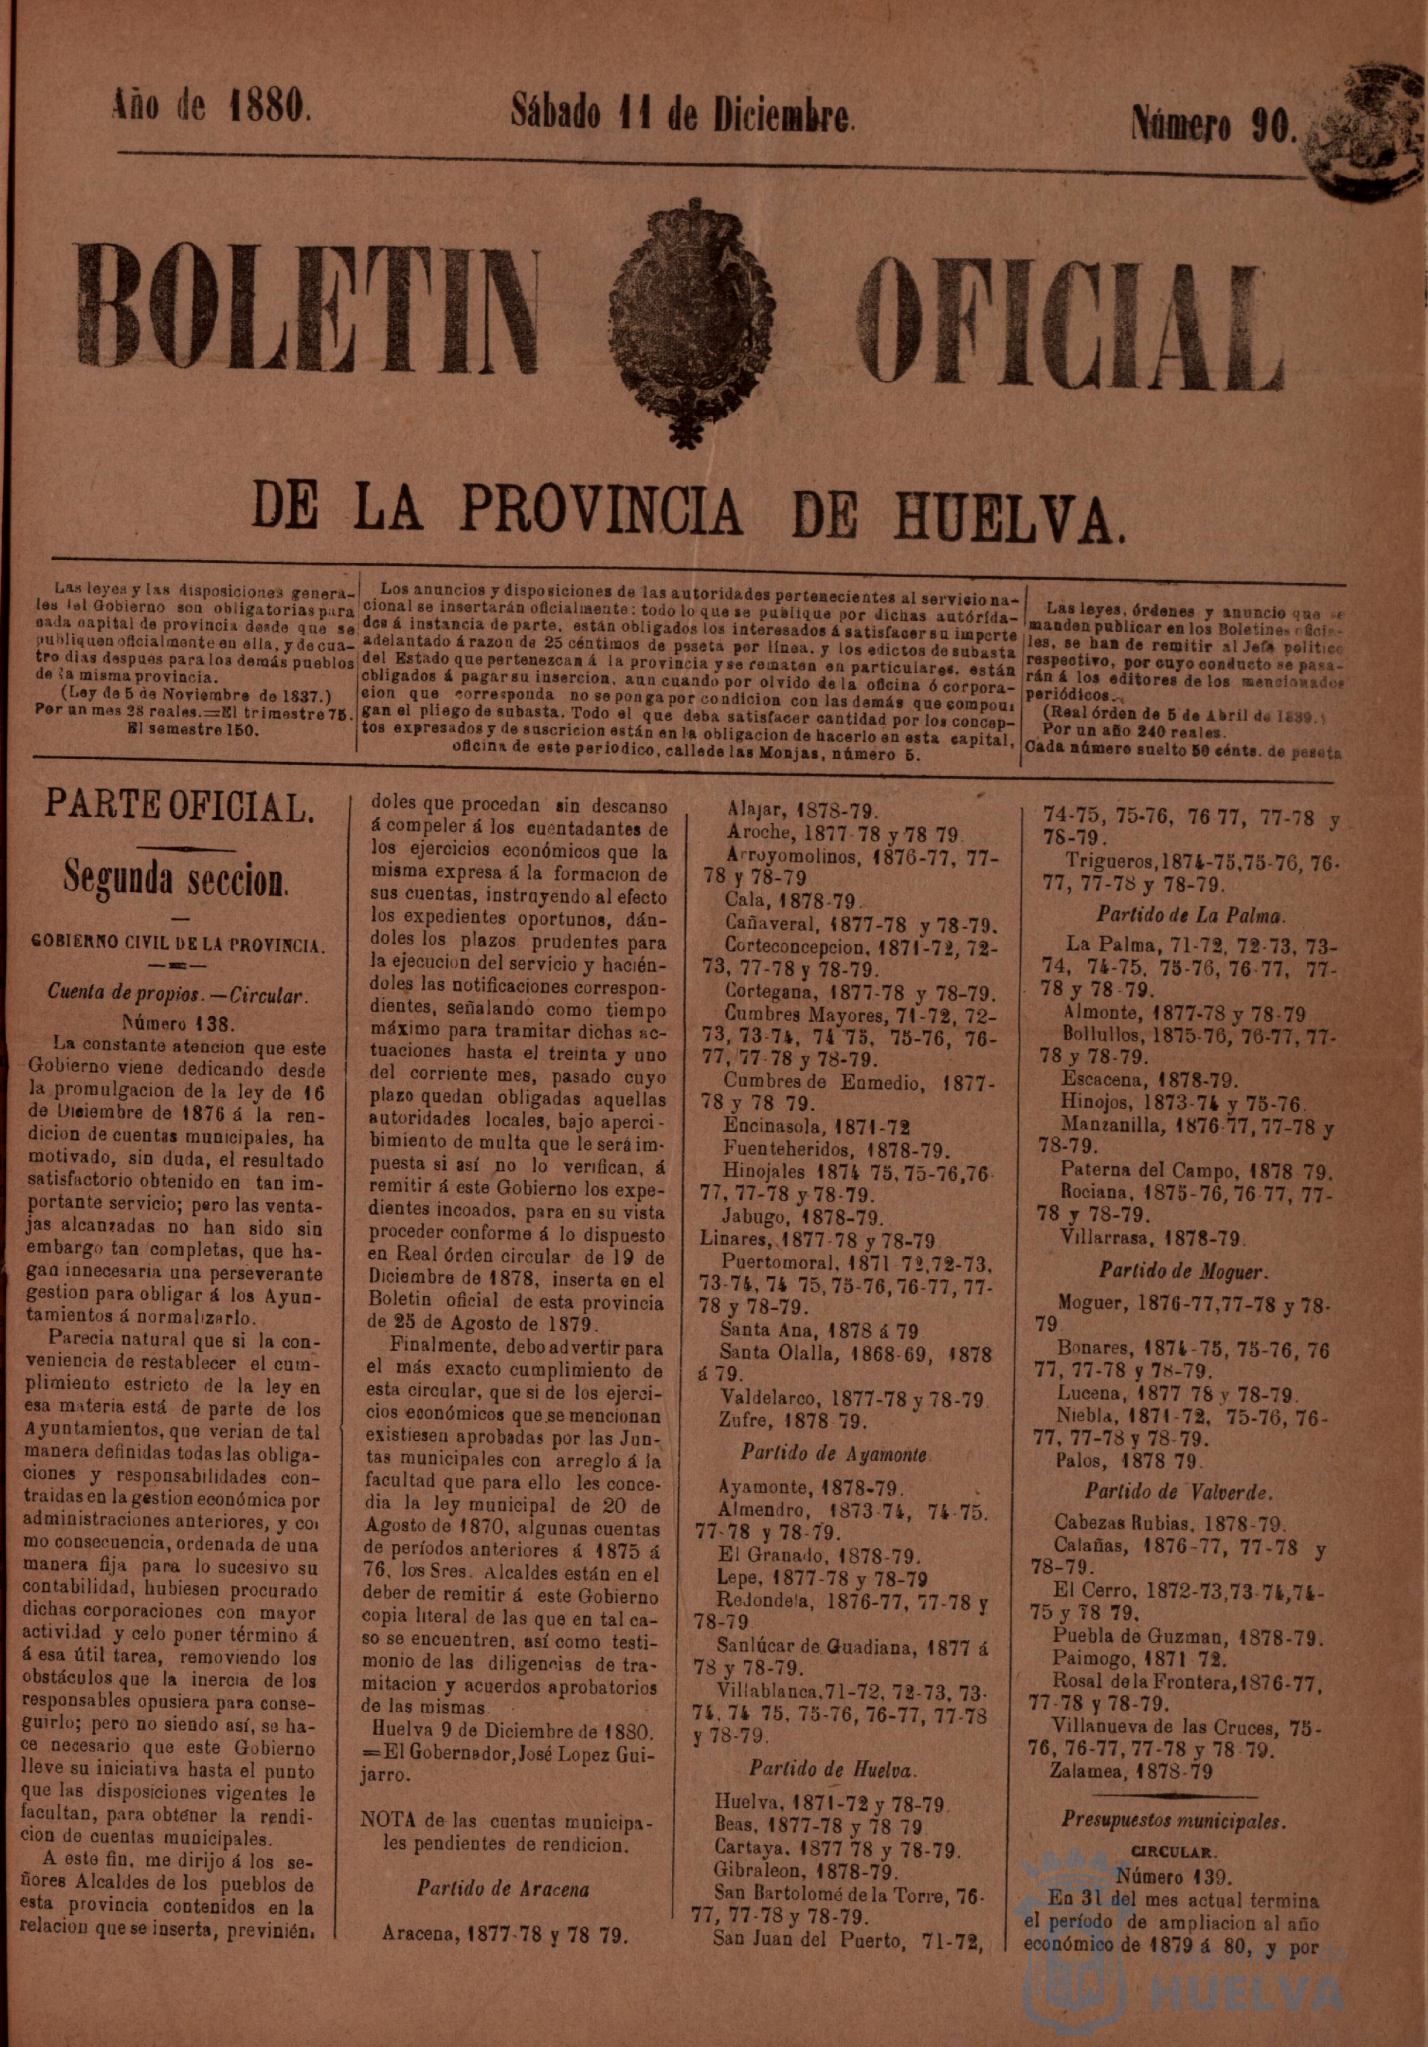 Año de 1880.
Sábado 11 de Diciembre.
Número 90.
BOLETIN OFICIAL
DE LA PROVINCIA DE HUELVA.
Las leyes y las disposiciones genera-
les del Gobierno son obligatorias para
cada capital de provincia desde que se
publiquen oficialmente en ella, y de cua-
tro dias despues para los demás pueblos
de la misma provincia.
(Ley de 5 de Noviembre de 1837.)
Por un mes 28 reales.=El trimestre 75.
El semestre 150.
Los anuncios y disposiciones de las autoridades pertenecientes al servicio na-
cional se insertarán oficialmente: todo lo que se publique por dichas autorida-
des á instancia de parte, están obligados los interesados á satisfacer su importe
adelantado á razon de 25 céntimos de peseta por línea, y los edictos de subasta
del Estado que pertenezcan á la provincia y se rematen en particulares, están
obligados á pagar su insercion, aun cuando por olvido de la oficina ó corpora-
cion que corresponda no se ponga por condicion con las demás que compon-
gan el pliego de subasta. Todo el que deba satisfacer cantidad por los concep-
tos expresados y de suscricion están en la obligacion de hacerlo en esta capital,
oficina de este periodico, calle de las Monjas, número 5.
Las leyes, órdenes y anuncio que se
manden publicar en los Boletines oficia-
les, se han de remitir al Jefe político
respectivo, por cuyo conducto se pasa-
rán á los editores de los mencionados
periódicos.
(Real órden de 5 de Abril de 1839.)
Por un año 240 reales.
Cada número suelto 50 cénts. de peseta
PARTE OFICIAL.
Segunda seccion.
GOBIERNO CIVIL DE LA PROVINCIA.
Cuenta de propios.—Circular.
Número 138.
La constante atencion que este
Gobierno viene dedicando desde
la promulgacion de la ley de 16
de Diciembre de 1876 á la ren-
dicion de cuentas municipales, ha
motivado, sin duda, el resultado
satisfactorio obtenido en tan im-
portante servicio; pero las venta-
jas alcanzadas no han sido sin
embargo tan completas, que ha-
gan innecesaria una perseverante
gestion para obligar á los Ayun-
tamientos á normalizarlo.
Parecia natural que si la con-
veniencia de restablecer el cum-
plimiento estricto de la ley en
esa materia está de parte de los
Ayuntamientos, que verian de tal
manera definidas todas las obliga-
ciones y responsabilidades con-
traidas en la gestion económica por
administraciones anteriores, y co-
mo consecuencia, ordenada de una
manera fija para lo sucesivo su
contabilidad, hubiesen procurado
dichas corporaciones con mayor
actividad y celo poner término á
á esa útil tarea, removiendo los
obstáculos que la inercia de los
responsables opusiera para conse-
guirlo; pero no siendo así, se ha-
ce necesario que este Gobierno
lleve su iniciativa hasta el punto
que las disposiciones vigentes le
facultan, para obtener la rendi-
cion de cuentas municipales.
A este fin, me dirijo á los se-
ñores Alcaldes de los pueblos de
esta provincia contenidos en la
relacion que se inserta, previnién-
doles que procedan sin descanso
á compeler á los cuentadantes de
los ejercicios económicos que la
misma expresa á la formacion de
sus cuentas, instruyendo al efecto
los expedientes oportunos, dán-
doles los plazos prudentes para
la ejecucion del servicio y hacién-
doles las notificaciones correspon-
dientes, señalando como tiempo
máximo para tramitar dichas ac-
tuaciones hasta el treinta y uno
del corriente mes, pasado cuyo
plazo quedan obligadas aquellas
autoridades locales, bajo aperci-
bimiento de multa que le será im-
puesta si así no lo verifican, á
remitir á este Gobierno los expe-
dientes incoados, para en su vista
proceder conforme á lo dispuesto
en Real órden circular de 19 de
Diciembre de 1878, inserta en el
Boletin oficial de esta provincia
de 25 de Agosto de 1879.
Finalmente, debo advertir para
el más exacto cumplimiento de
esta circular, que si de los ejerci-
cios económicos que se mencionan
existiesen aprobadas por las Jun-
tas municipales con arreglo á la
facultad que para ello les conce-
dia la ley municipal de 20 de
Agosto de 1870, algunas cuentas
de períodos anteriores á 1875 á
76, los Sres. Alcaldes están en el
deber de remitir á este Gobierno
copia literal de las que en tal ca-
so se encuentren, así como testi-
monio de las diligencias de tra-
mitacion y acuerdos aprobatorios
de las mismas.
Huelva 9 de Diciembre de 1880.
=El Gobernador, José Lopez Gui-
jarro.
NOTA de las cuentas municipa-
les pendientes de rendicion.
Partido de Aracena
Aracena, 1877-78 y 78 79.
Alajar, 1878-79.
Aroche, 1877-78 y 78 79.
Arroyomolinos, 1876-77, 77-
78 y 78-79
Cala, 1878-79.
Cañaveral, 1877-78 y 78-79.
Corteconcepcion, 1871-72, 72-
73, 77-78 y 78-79.
Cortegana, 1877-78 y 78-79.
Cumbres Mayores, 71-72, 72-
73, 73-74, 74 75, 75-76, 76-
77, 77-78 y 78-79.
Cumbres de Enmedio, 1877-
78 y 78 79.
Encinasola, 1871-72
Fuenteheridos, 1878-79.
Hinojales 1874 75, 75-76, 76-
77, 77-78 y 78-79.
Jabugo, 1878-79.
Linares, 1877-78 y 78-79
Puertomoral, 1871 72, 72-73,
73-74, 74 75, 75-76, 76-77, 77-
78 y 78-79.
Santa Ana, 1878 á 79
Santa Olalla, 1868-69, 1878
á 79.
Valdelarco, 1877-78 y 78-79
Zufre, 1878 79.
Partido de Ayamonte.
Ayamonte, 1878-79.
Almendro, 1873-74, 74-75,
77-78 y 78-79.
El Granado, 1878-79.
Lepe, 1877-78 y 78-79
Redondela, 1876-77, 77-78 y
78-79
Sanlúcar de Guadiana, 1877 á
78 y 78-79.
Villablanca, 71-72, 72-73, 73-
74, 74 75, 75-76, 76-77, 77-78
y 78-79.
Partido de Huelva.
Huelva, 1871-72 y 78-79.
Beas, 1877-78 y 78 79.
Cartaya, 1877 78 y 78-79.
Gibraleon, 1878-79.
San Bartolomé de la Torre, 76-
77, 77-78 y 78-79.
San Juan del Puerto, 71-72,
74-75, 75-76, 76 77, 77-78 y
78-79.
Trigueros, 1874-75, 75-76, 76-
77, 77-78 y 78-79.
Partido de La Palma.
La Palma, 71-72, 72-73, 73-
74, 74-75, 75-76, 76-77, 77-
78 y 78-79.
Almonte, 1877-78 y 78-79
Bollullos, 1875-76, 76-77, 77-
78 y 78-79.
Escacena, 1878-79.
Hinojos, 1873-74 y 75-76.
Manzanilla, 1876-77, 77-78 y
78-79.
Paterna del Campo, 1878 79.
Rociana, 1875-76, 76-77, 77-
78 y 78-79.
Villarrasa, 1878-79.
Partido de Moguer.
Moguer, 1876-77, 77-78 y 78-
79
Bonares, 1874-75, 75-76, 76
77, 77-78 y 78-79.
Lucena, 1877 78 y 78-79.
Niebla, 1871-72, 75-76, 76-
77, 77-78 y 78-79.
Palos, 1878 79.
Partido de Valverde.
Cabezas Rubias, 1878-79.
Calañas, 1876-77, 77-78 y
78-79.
El Cerro, 1872-73, 73-74, 74-
75 y 78 79.
Puebla de Guzman, 1878-79.
Paimogo, 1871 72.
Rosal de la Frontera, 1876-77,
77-78 y 78-79.
Villanueva de las Cruces, 75-
76, 76-77, 77-78 y 78-79.
Zalamea, 1878-79
Presupuestos municipales.
CIRCULAR.
Número 139.
En 31 del mes actual termina
el período de ampliacion al año
económico de 1879 á 80, y por
HUELVA